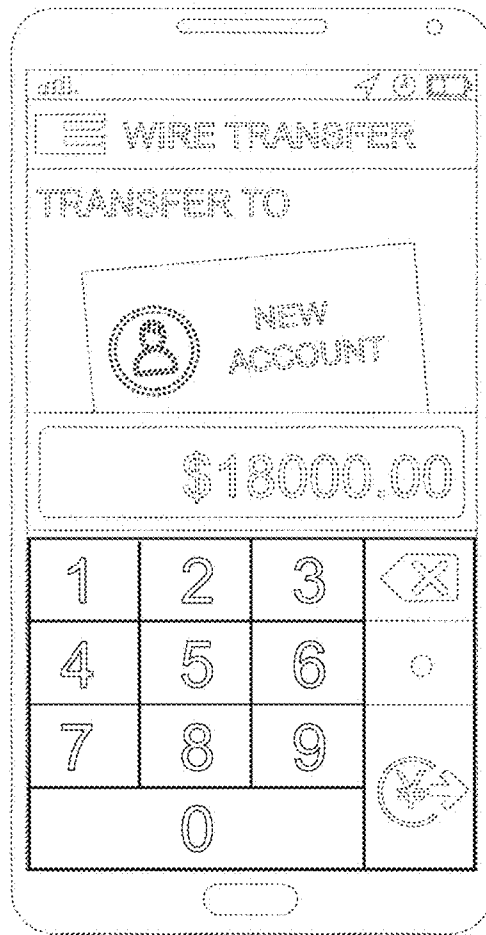 WIRE TRANSFER
TRANSFER TO
NEW
ACCOUNT
$18000.00
1 2 3
4 5 6
7 8 9
0
¥